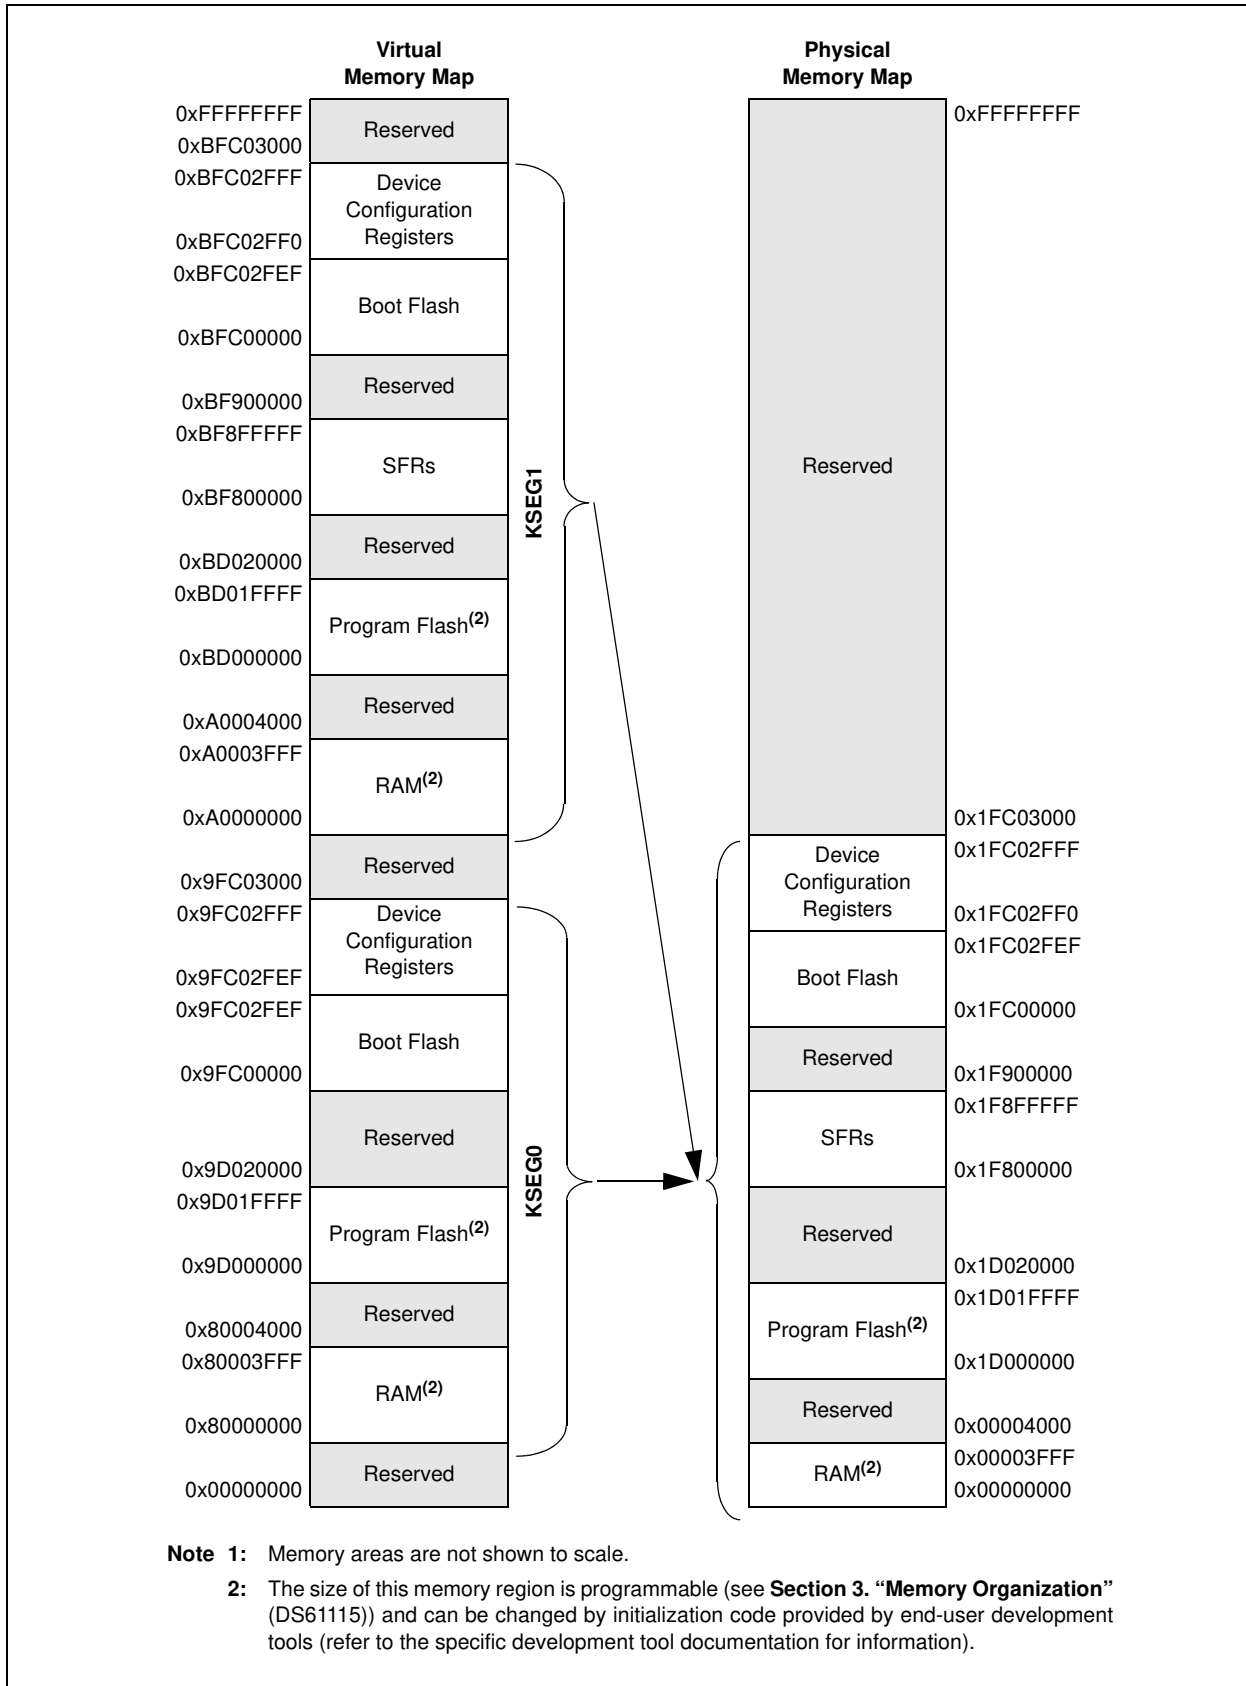 Virtual
Memory Map
0xFFFFFFFF
Reserved
0xBFC03000
0xBFC02FFF
Device
Configuration
Registers
0xBFC02FF0
0xBFC02FEF
Boot Flash
0xBFC00000
Reserved
0xBF900000
0xBF8FFFFF
SFRs
0xBF800000
Reserved
0xBD020000
0xBD01FFFF
Program Flash(2)
0xBD000000
Reserved
0xA0004000
0xA0003FFF
RAM(2)
0xA0000000
Reserved
0x9FC03000
0x9FC02FFF
Device
Configuration
Registers
0x9FC02FEF
0x9FC02FEF
Boot Flash
0x9FC00000
Reserved
0x9D020000
0x9D01FFFF
Program Flash(2)
0x9D000000
Reserved
0x80004000
0x80003FFF
RAM(2)
0x80000000
Reserved
0x00000000
KSEG1
KSEG0
Physical
Memory Map
0xFFFFFFFF
Reserved
0x1FC03000
0x1FC02FFF
Device
Configuration
Registers
0x1FC02FF0
0x1FC02FEF
Boot Flash
0x1FC00000
Reserved
0x1F900000
0x1F8FFFFF
SFRs
0x1F800000
Reserved
0x1D020000
0x1D01FFFF
Program Flash(2)
0x1D000000
Reserved
0x00004000
0x00003FFF
RAM(2)
0x00000000
Note 1: Memory areas are not shown to scale.
2: The size of this memory region is programmable (see Section 3. “Memory Organization”
(DS61115)) and can be changed by initialization code provided by end-user development
tools (refer to the specific development tool documentation for information).